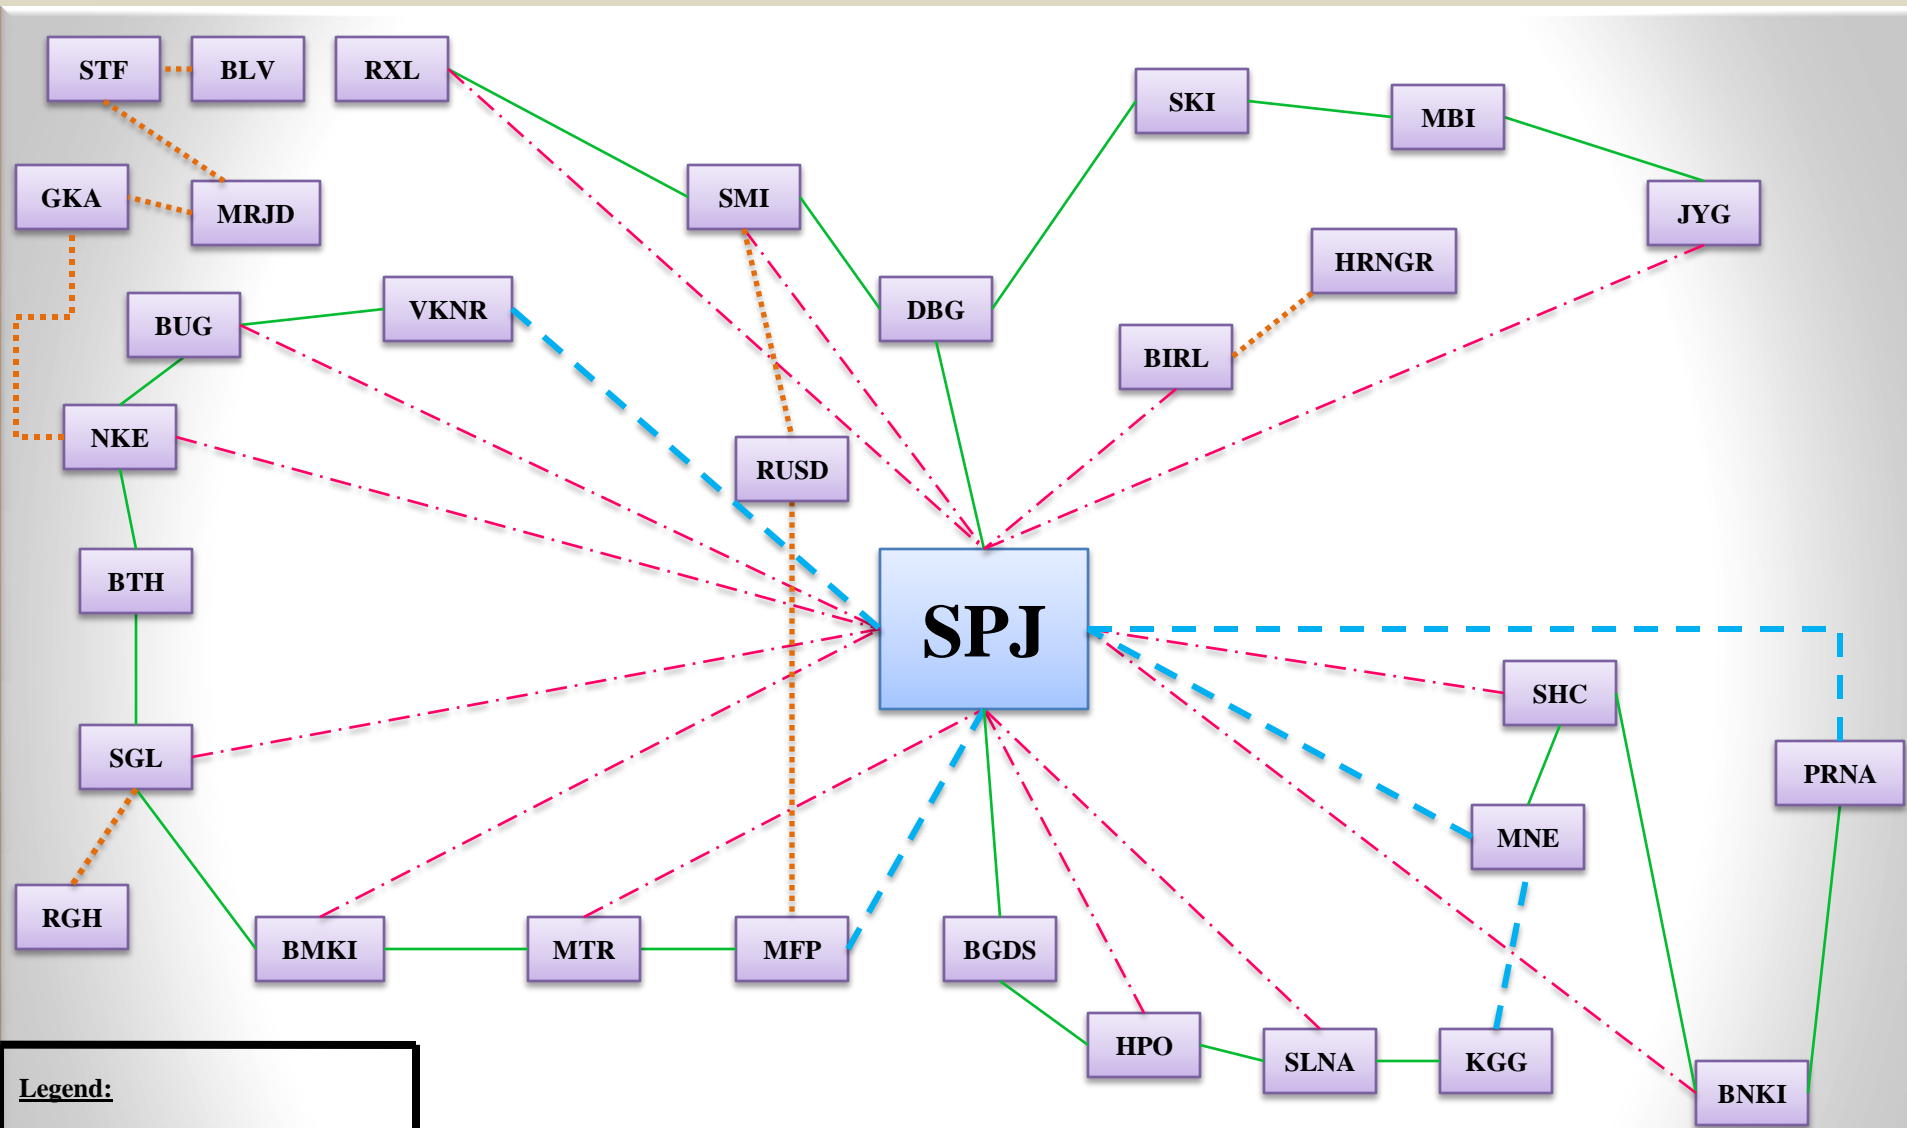 STF
BLV
RXL
SKI
MBI
GKA
MRJD
SMI
JYG
HRNGR
BUG
VKNR
DBG
BIRL
NKE
RUSD
BTH
SPJ
SHC
SGL
PRNA
MNE
RGH
BMKI
MTR
MFP
BGDS
HPO
SLNA
KGG
BNKI
Legend: